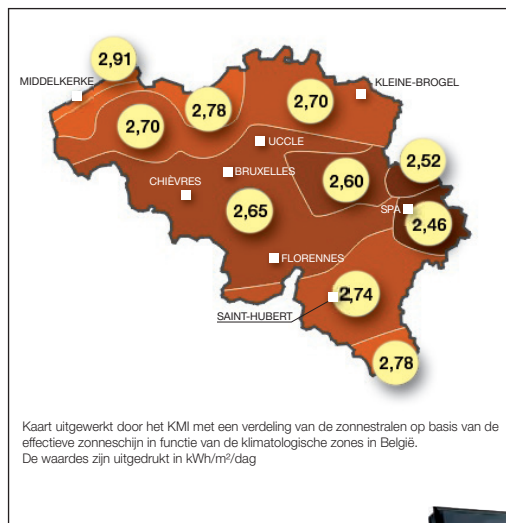 2,91
MIDDELKERKE
KLEINE-BROGEL
2,78
2,70
2,70
UCCLE
2,52
BRUXELLES
2,60
CHIÈVRES
SPA
2,65
2,46
FLORENNES
2,74
SAINT-HUBERT
2,78
Kaart uitgewerkt door het KMI met een verdeling van de zonnestralen op basis van de
effectieve zonneschijn in functie van de klimatologische zones in België.
De waardes zijn uitgedrukt in kWh/m²/dag